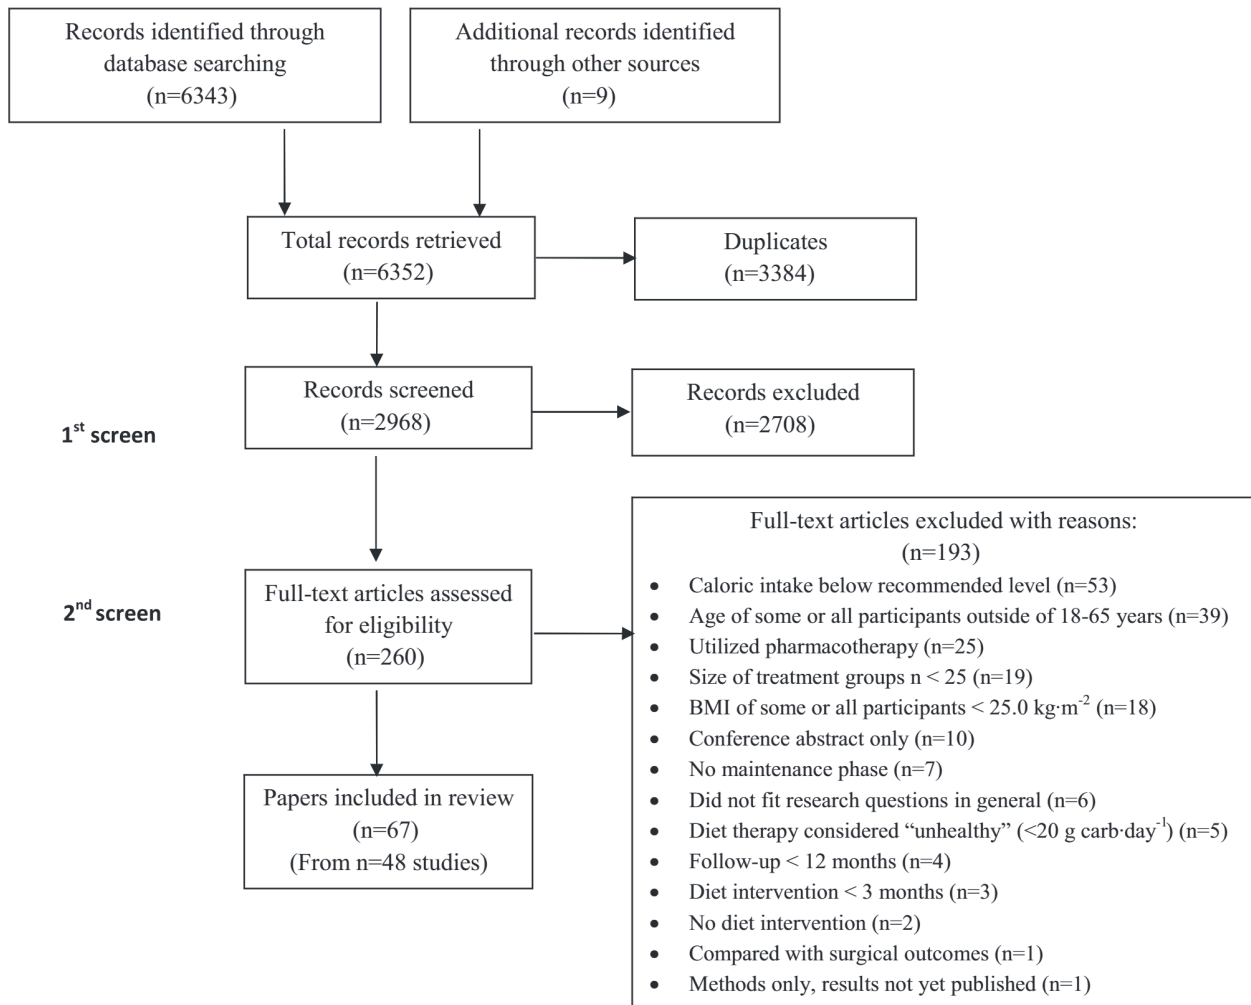 Records identified through
database searching
(n=6343)
Additional records identified
through other sources
(n=9)
Total records retrieved
(n=6352)
Duplicates
(n=3384)
Records screened
(n=2968)
Records excluded
(n=2708)
1st screen
Full-text articles assessed
for eligibility
(n=260)
2nd screen
Full-text articles excluded with reasons:
(n=193)
• Caloric intake below recommended level (n=53)
• Age of some or all participants outside of 18-65 years (n=39)
• Utilized pharmacotherapy (n=25)
• Size of treatment groups n < 25 (n=19)
• BMI of some or all participants < 25.0 kg·m-2 (n=18)
• Conference abstract only (n=10)
• No maintenance phase (n=7)
• Did not fit research questions in general (n=6)
• Diet therapy considered “unhealthy” (<20 g carb·day-1) (n=5)
• Follow-up < 12 months (n=4)
• Diet intervention < 3 months (n=3)
• No diet intervention (n=2)
• Compared with surgical outcomes (n=1)
• Methods only, results not yet published (n=1)
Papers included in review
(n=67)
(From n=48 studies)